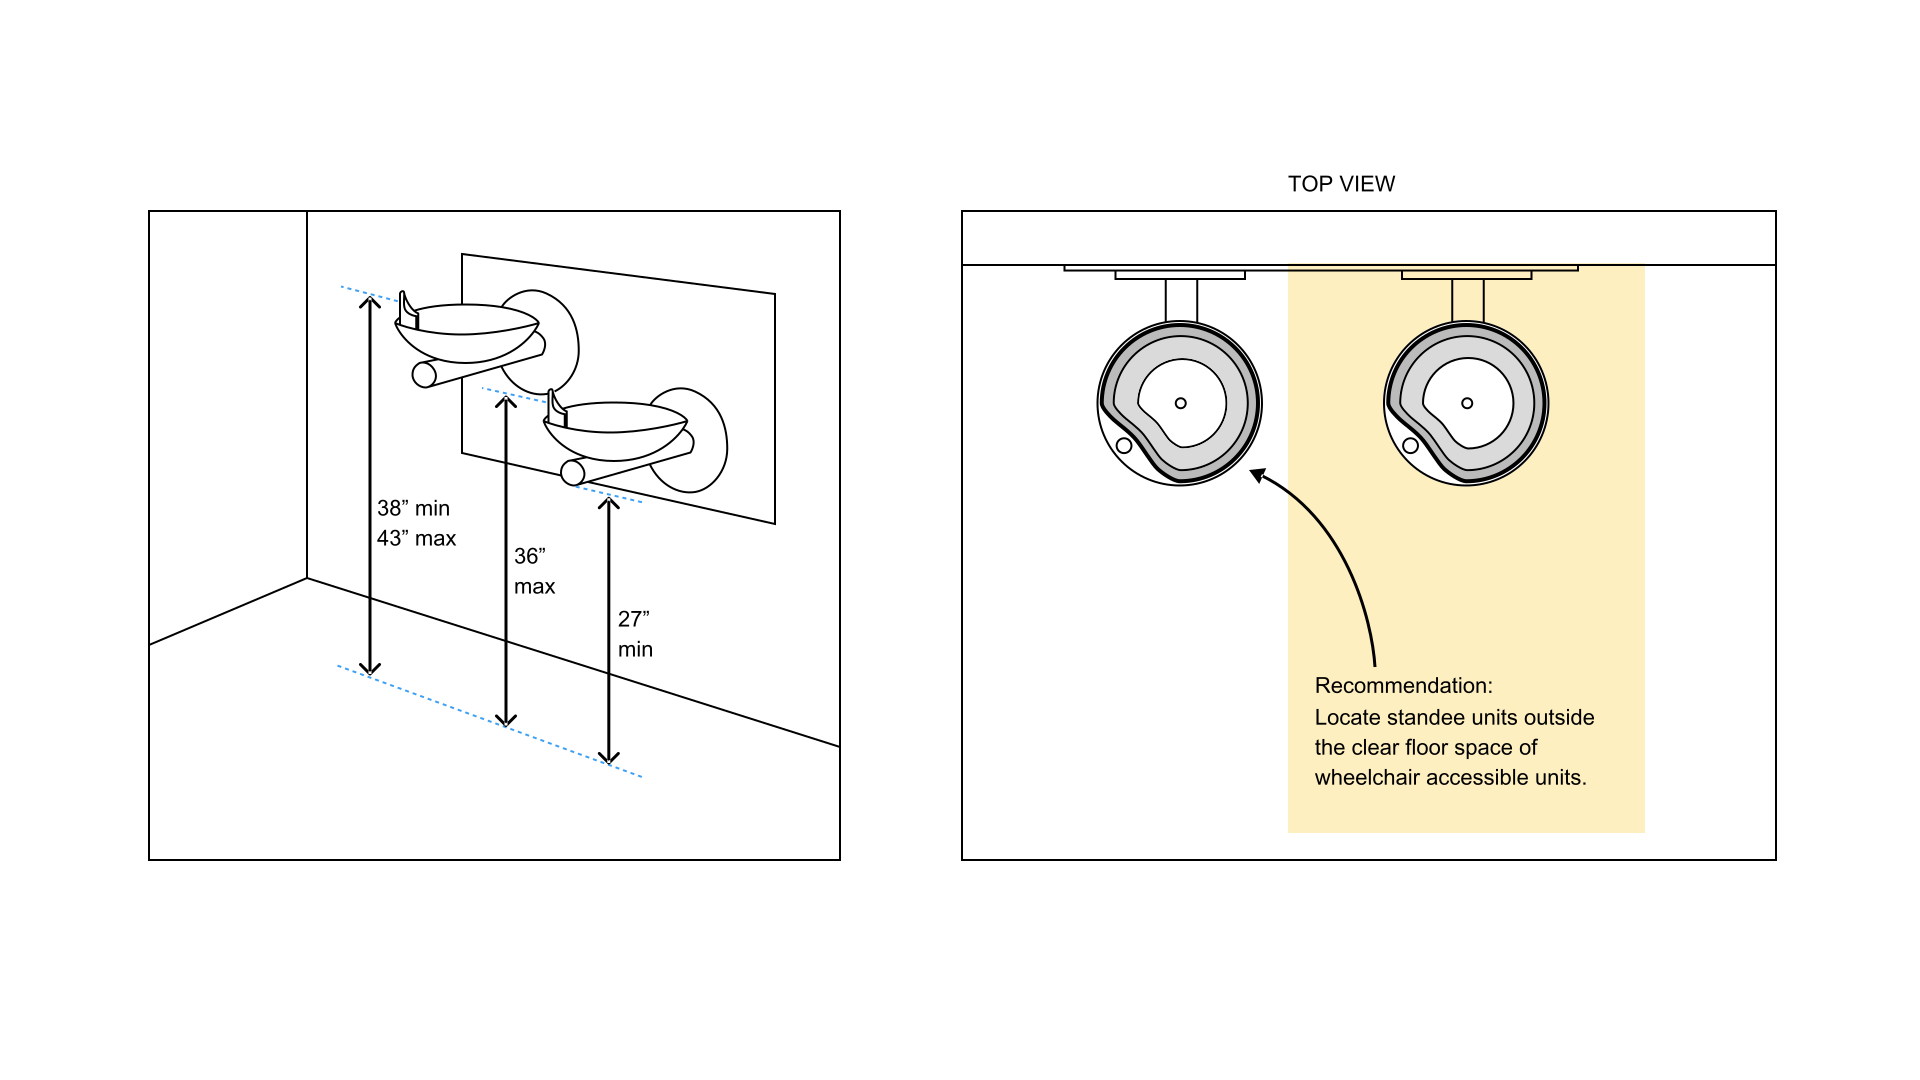 TOP VIEW
38” min
43” max
36”
max
27”
min
Recommendation:
Locate standee units outside
the clear floor space of
wheelchair accessible units.